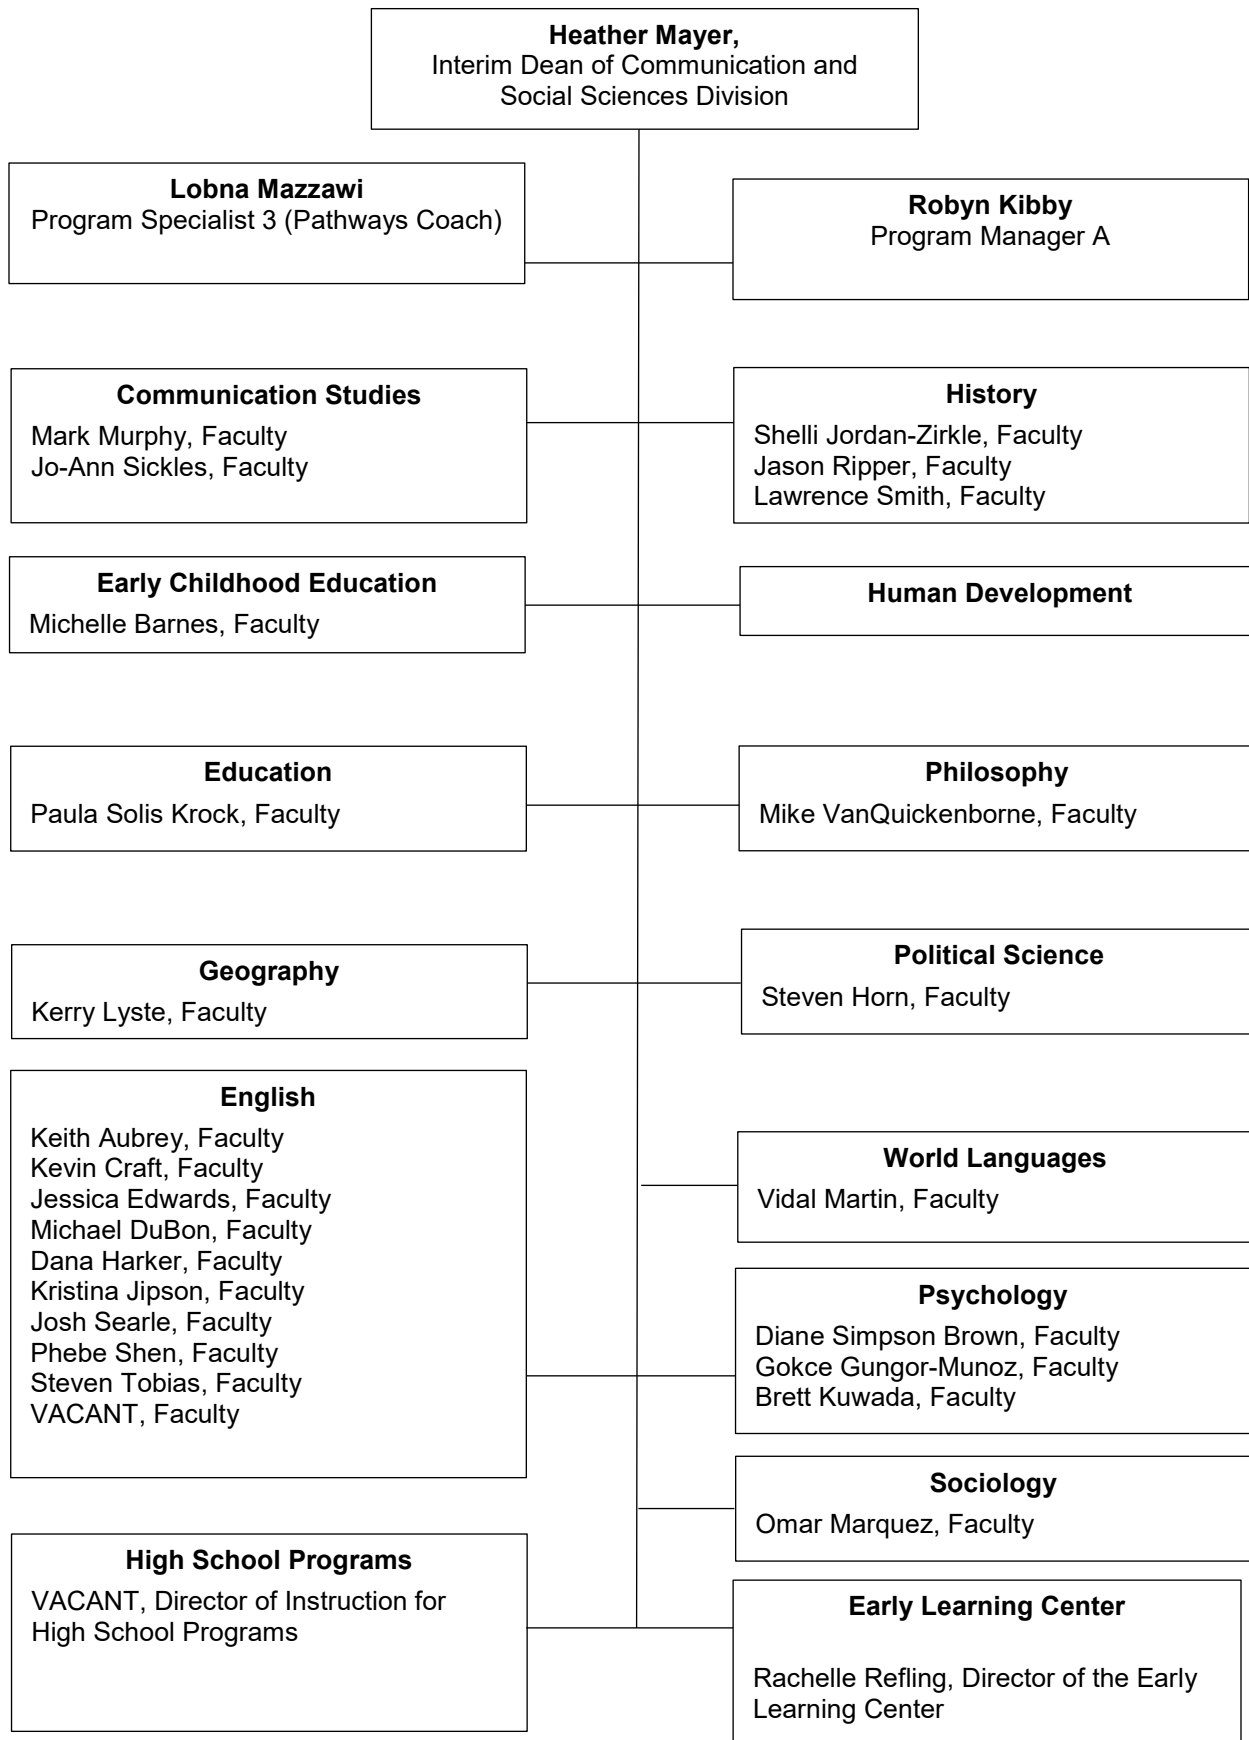 Heather Mayer,
Interim Dean of Communication and
Social Sciences Division
Lobna Mazzawi
Program Specialist 3 (Pathways Coach)
Robyn Kibby
Program Manager A
Communication Studies
Mark Murphy, Faculty
Jo-Ann Sickles, Faculty
History
Shelli Jordan-Zirkle, Faculty
Jason Ripper, Faculty
Lawrence Smith, Faculty
Early Childhood Education
Michelle Barnes, Faculty
Human Development
Education
Paula Solis Krock, Faculty
Philosophy
Mike VanQuickenborne, Faculty
Geography
Kerry Lyste, Faculty
Political Science
Steven Horn, Faculty
English
Keith Aubrey, Faculty
Kevin Craft, Faculty
Jessica Edwards, Faculty
Michael DuBon, Faculty
Dana Harker, Faculty
Kristina Jipson, Faculty
Josh Searle, Faculty
Phebe Shen, Faculty
Steven Tobias, Faculty
VACANT, Faculty
World Languages
Vidal Martin, Faculty
Psychology
Diane Simpson Brown, Faculty
Gokce Gungor-Munoz, Faculty
Brett Kuwada, Faculty
Sociology
Omar Marquez, Faculty
High School Programs
VACANT, Director of Instruction for
High School Programs
Early Learning Center
Rachelle Refling, Director of the Early
Learning Center